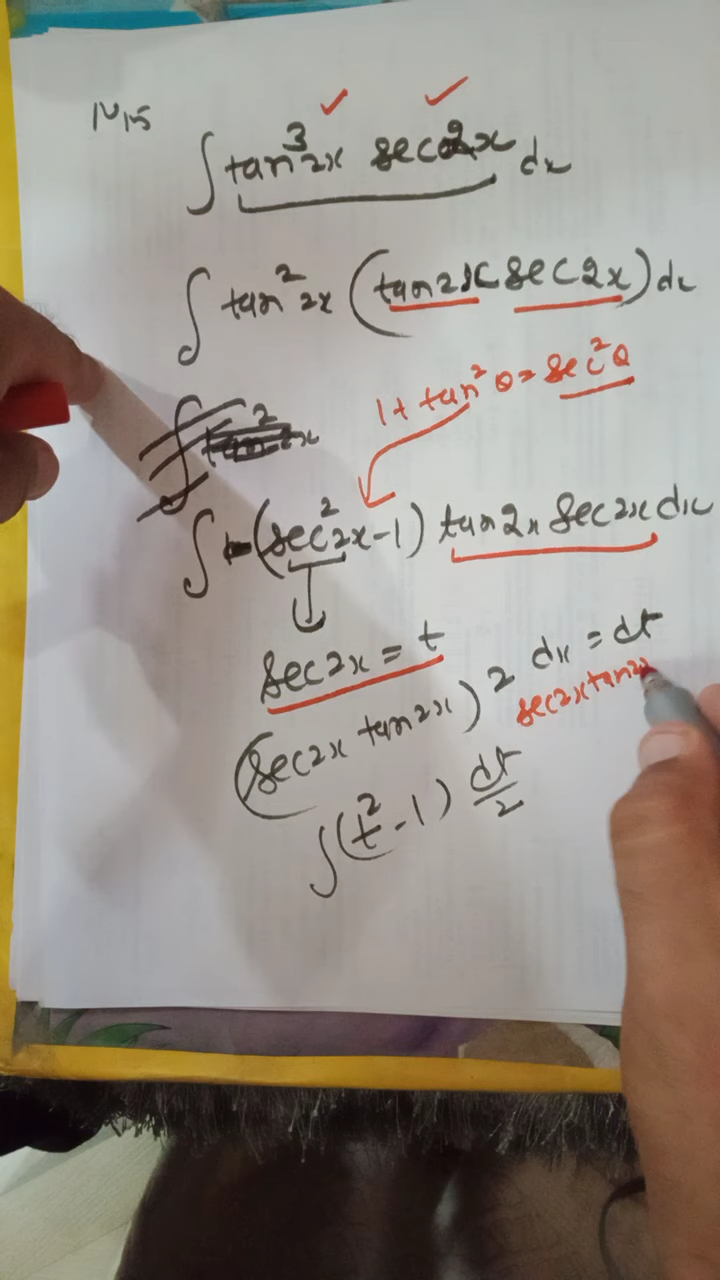 N15
∫ tan³2x sec2x dx
∫ tan²2x (tan2x sec2x) dx
1 + tan²θ = sec²θ
∫ (sec²2x-1) tan2x sec2x dx
sec2x = t
(sec2x tan2x) 2 dx = dt
sec2x tan2x
∫ (t²-1) dt/2